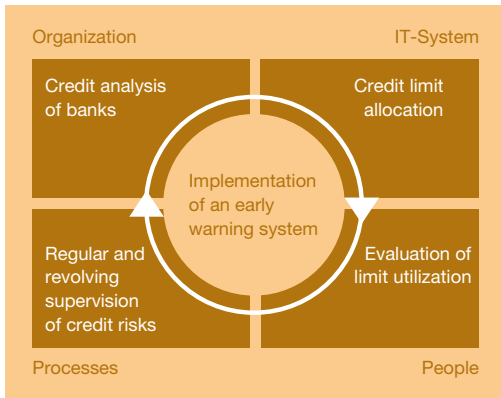 Organization
IT-System
Credit analysis
of banks
Credit limit
allocation
Implementation
of an early
warning system
Regular and
revolving
supervision
of credit risks
Evaluation of
limit utilization
Processes
People